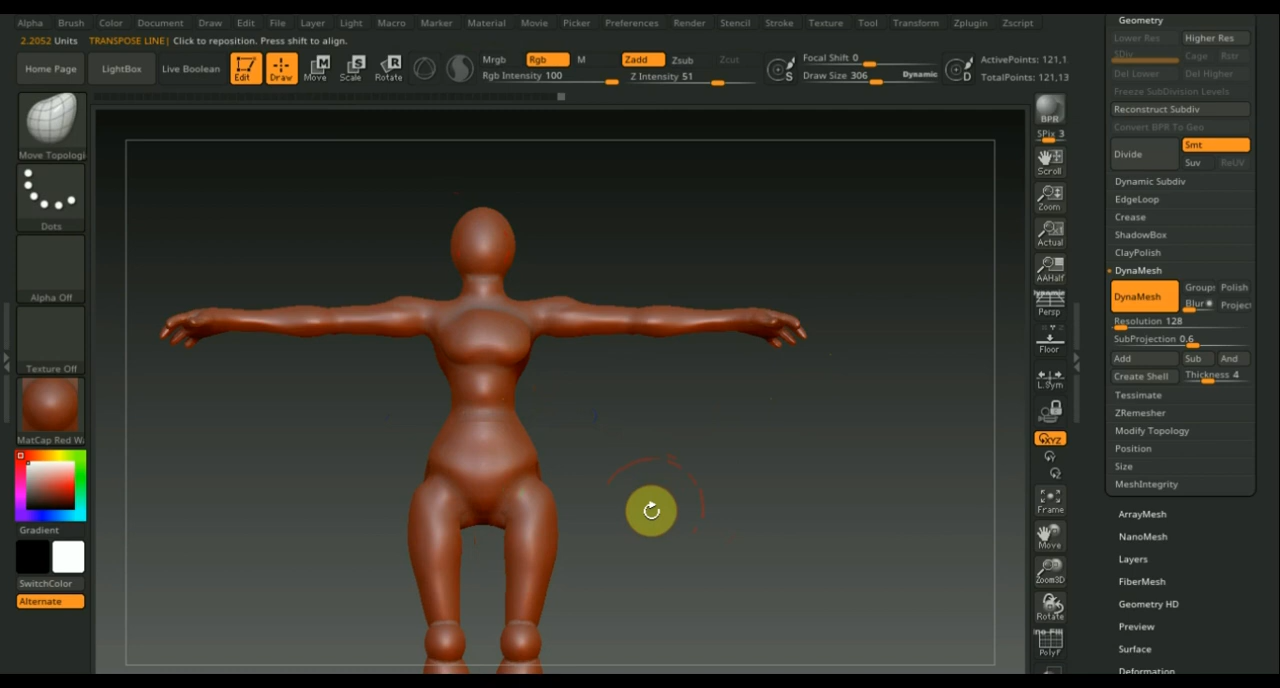 Alpha Brush Color Document Draw Edit File Layer Light Macro Marker Material Movie Picker Preferences Render Stencil Stroke Texture Tool Transform Zplugin Zscript
2.2052 Units TRANSPOSE LINE| Click to reposition. Press shift to align.
Home Page LightBox Live Boolean Edit Draw Move Scale Rotate
Mrgb Rgb M Zadd Zsub Zcut
Rgb Intensity 100 Z Intensity 51
Focal Shift 0
Draw Size 306 Dynamic
ActivePoints: 121,1
TotalPoints: 121,13
Move Topologi
Dots
Alpha Off
Texture Off
MatCap Red W
Gradient
SwitchColor
Alternate
BPR
SPix 3
Scroll
Zoom
Actual
AAHalf
Dynamic
Persp
Floor
L.Sym
XYZ
Y
Z
Frame
Move
Zoom3D
Rotate
Line Fill
PolyF
Geometry
Lower Res Higher Res
SDiv Cage Rstr
Del Lower Del Higher
Freeze SubDivision Levels
Reconstruct Subdiv
Convert BPR To Geo
Divide Smt
Suv ReUV
Dynamic Subdiv
EdgeLoop
Crease
ShadowBox
ClayPolish
DynaMesh
DynaMesh Groups Polish
Blur Projec
Resolution 128
SubProjection 0.6
Add Sub And
Create Shell Thickness 4
Tessimate
ZRemesher
Modify Topology
Position
Size
MeshIntegrity
ArrayMesh
NanoMesh
Layers
FiberMesh
Geometry HD
Preview
Surface
Deformation